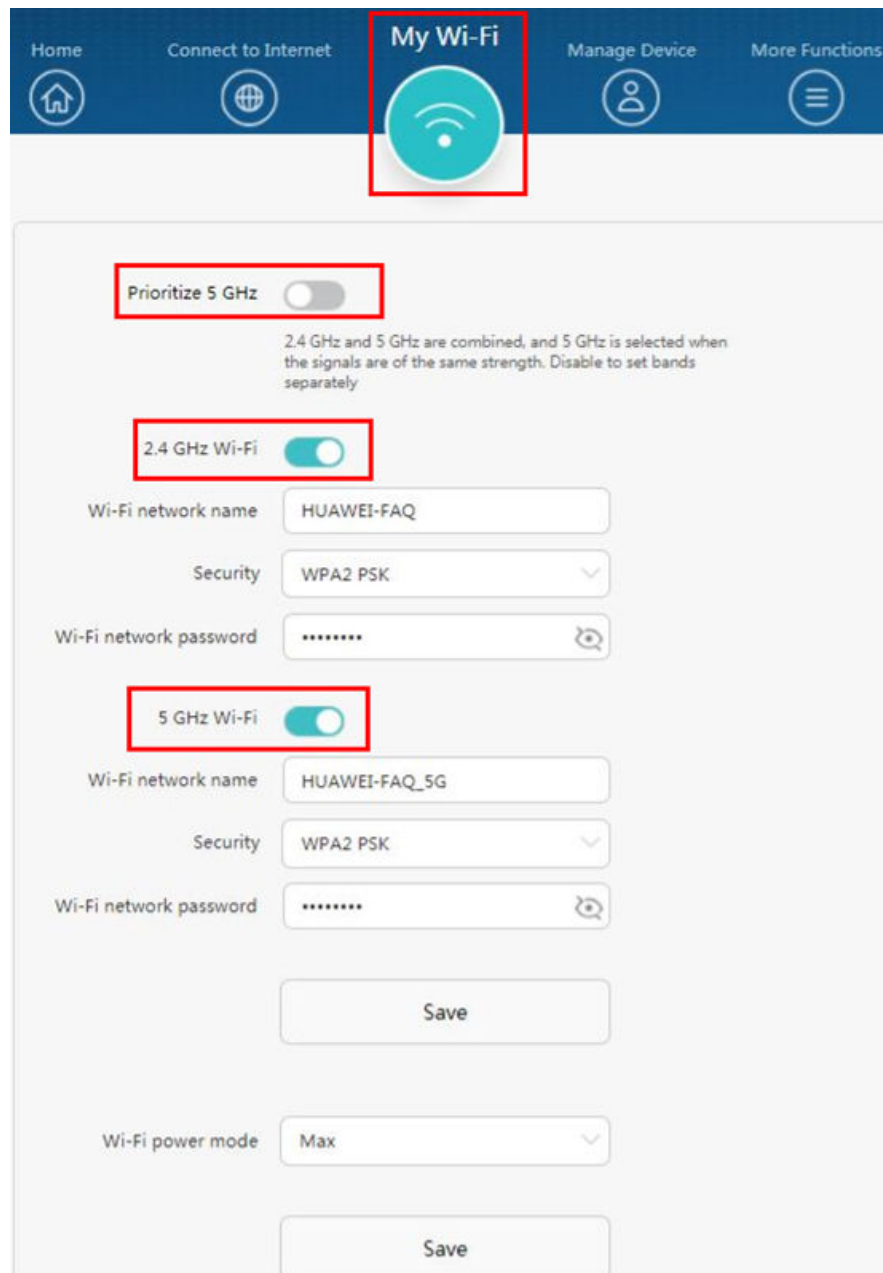 Home Connect to Internet My Wi-Fi Manage Device More Functions
Prioritize 5 GHz
2.4 GHz and 5 GHz are combined, and 5 GHz is selected when
the signals are of the same strength. Disable to set bands
separately
2.4 GHz Wi-Fi
Wi-Fi network name HUAWEI-FAQ
Security WPA2 PSK
Wi-Fi network password ••••••••
5 GHz Wi-Fi
Wi-Fi network name HUAWEI-FAQ_5G
Security WPA2 PSK
Wi-Fi network password ••••••••
Save
Wi-Fi power mode Max
Save